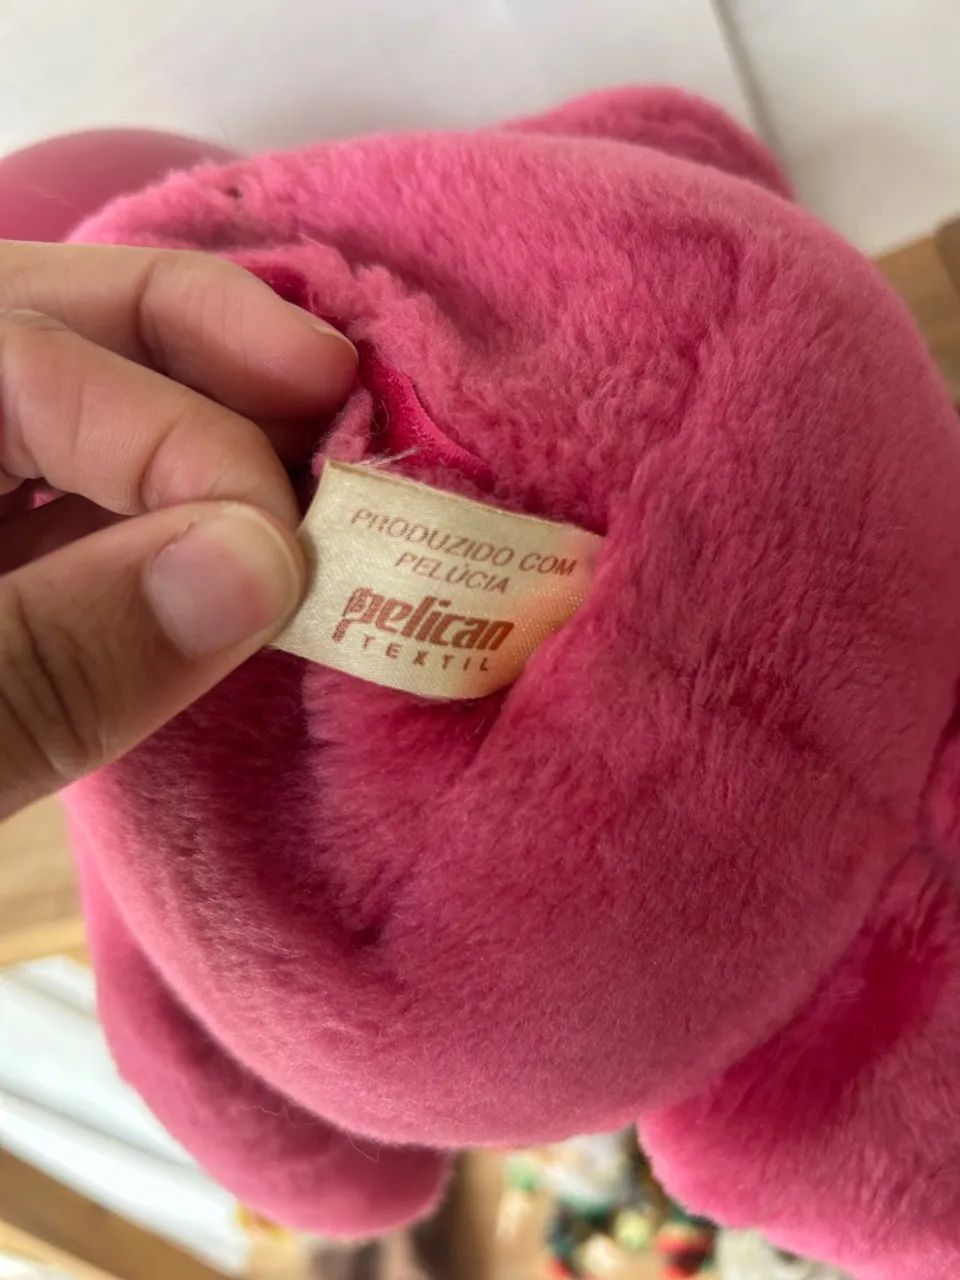 PRODUZIDO COM
PELÚCIA
pelican
TEXTIL